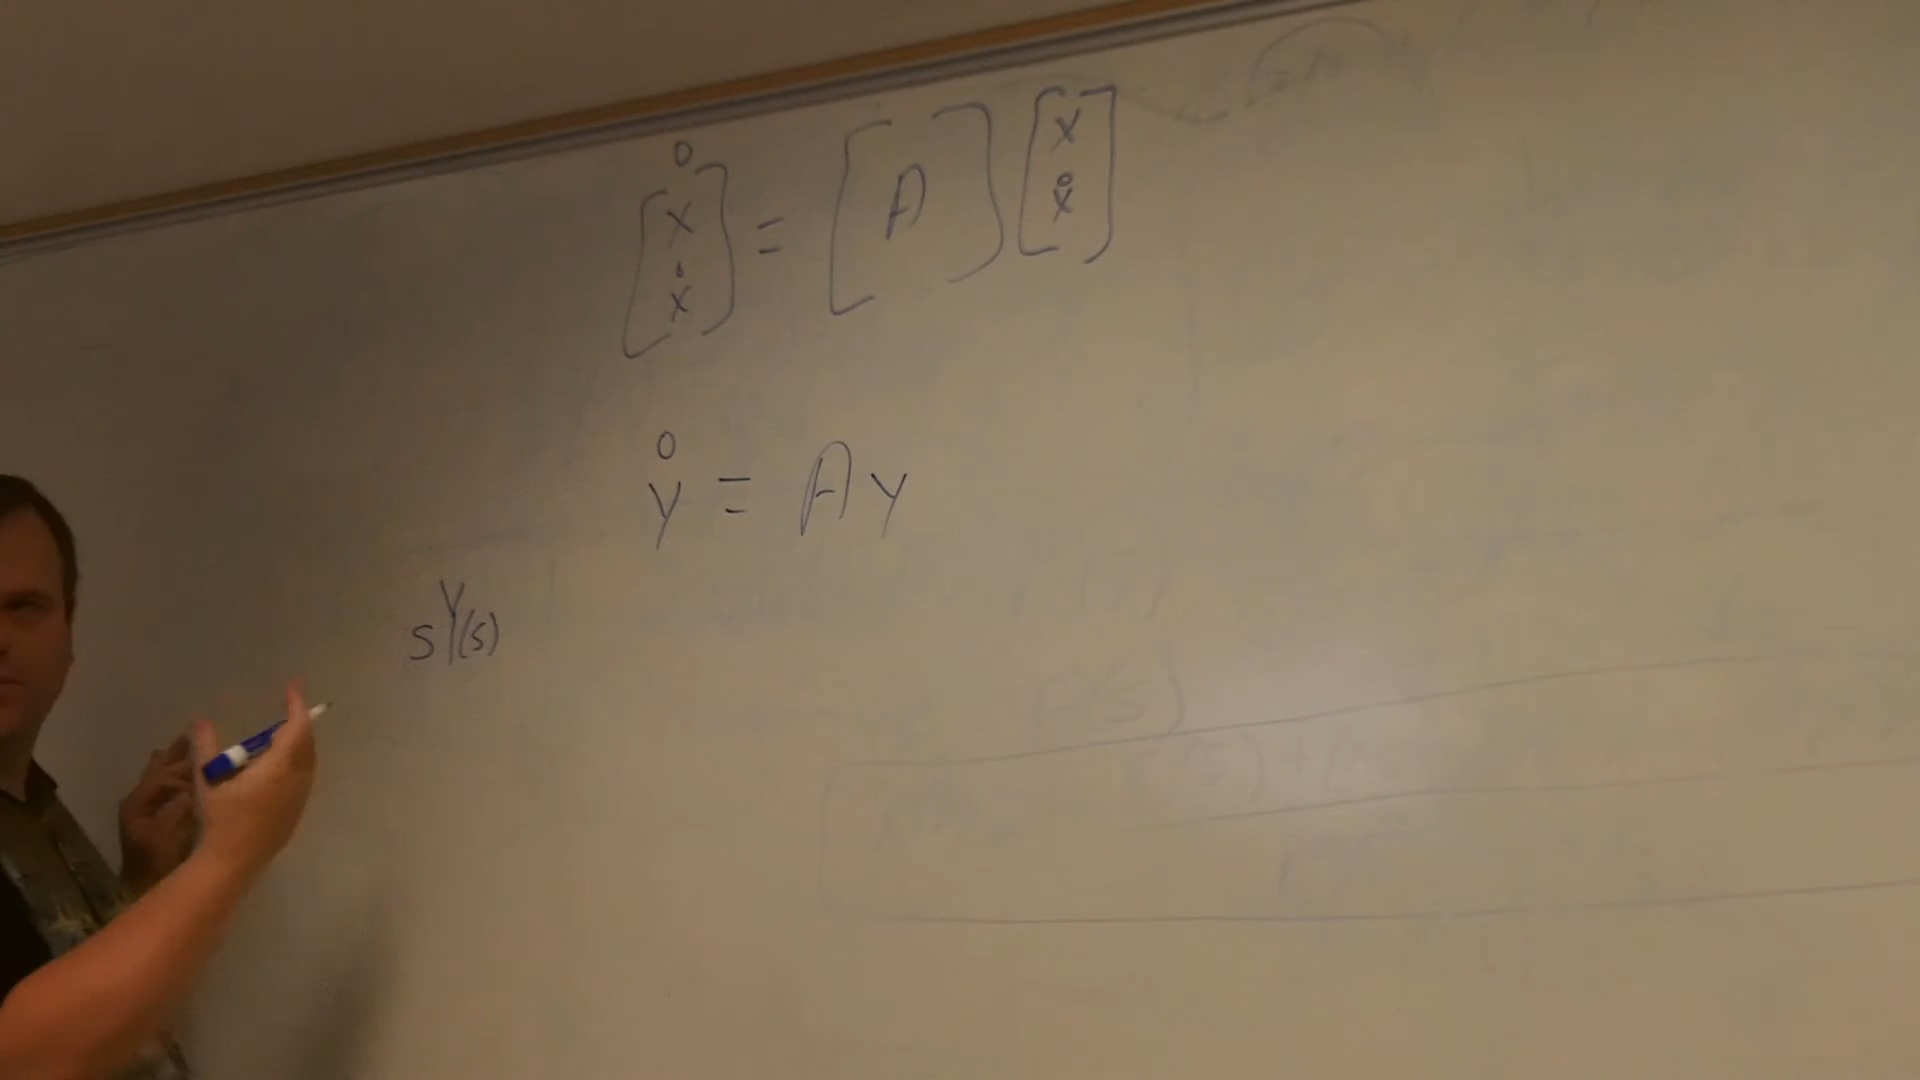 [x ẋ]˙ = [A] [x ẋ]
ẏ = Ay
sY(s)
F(s)